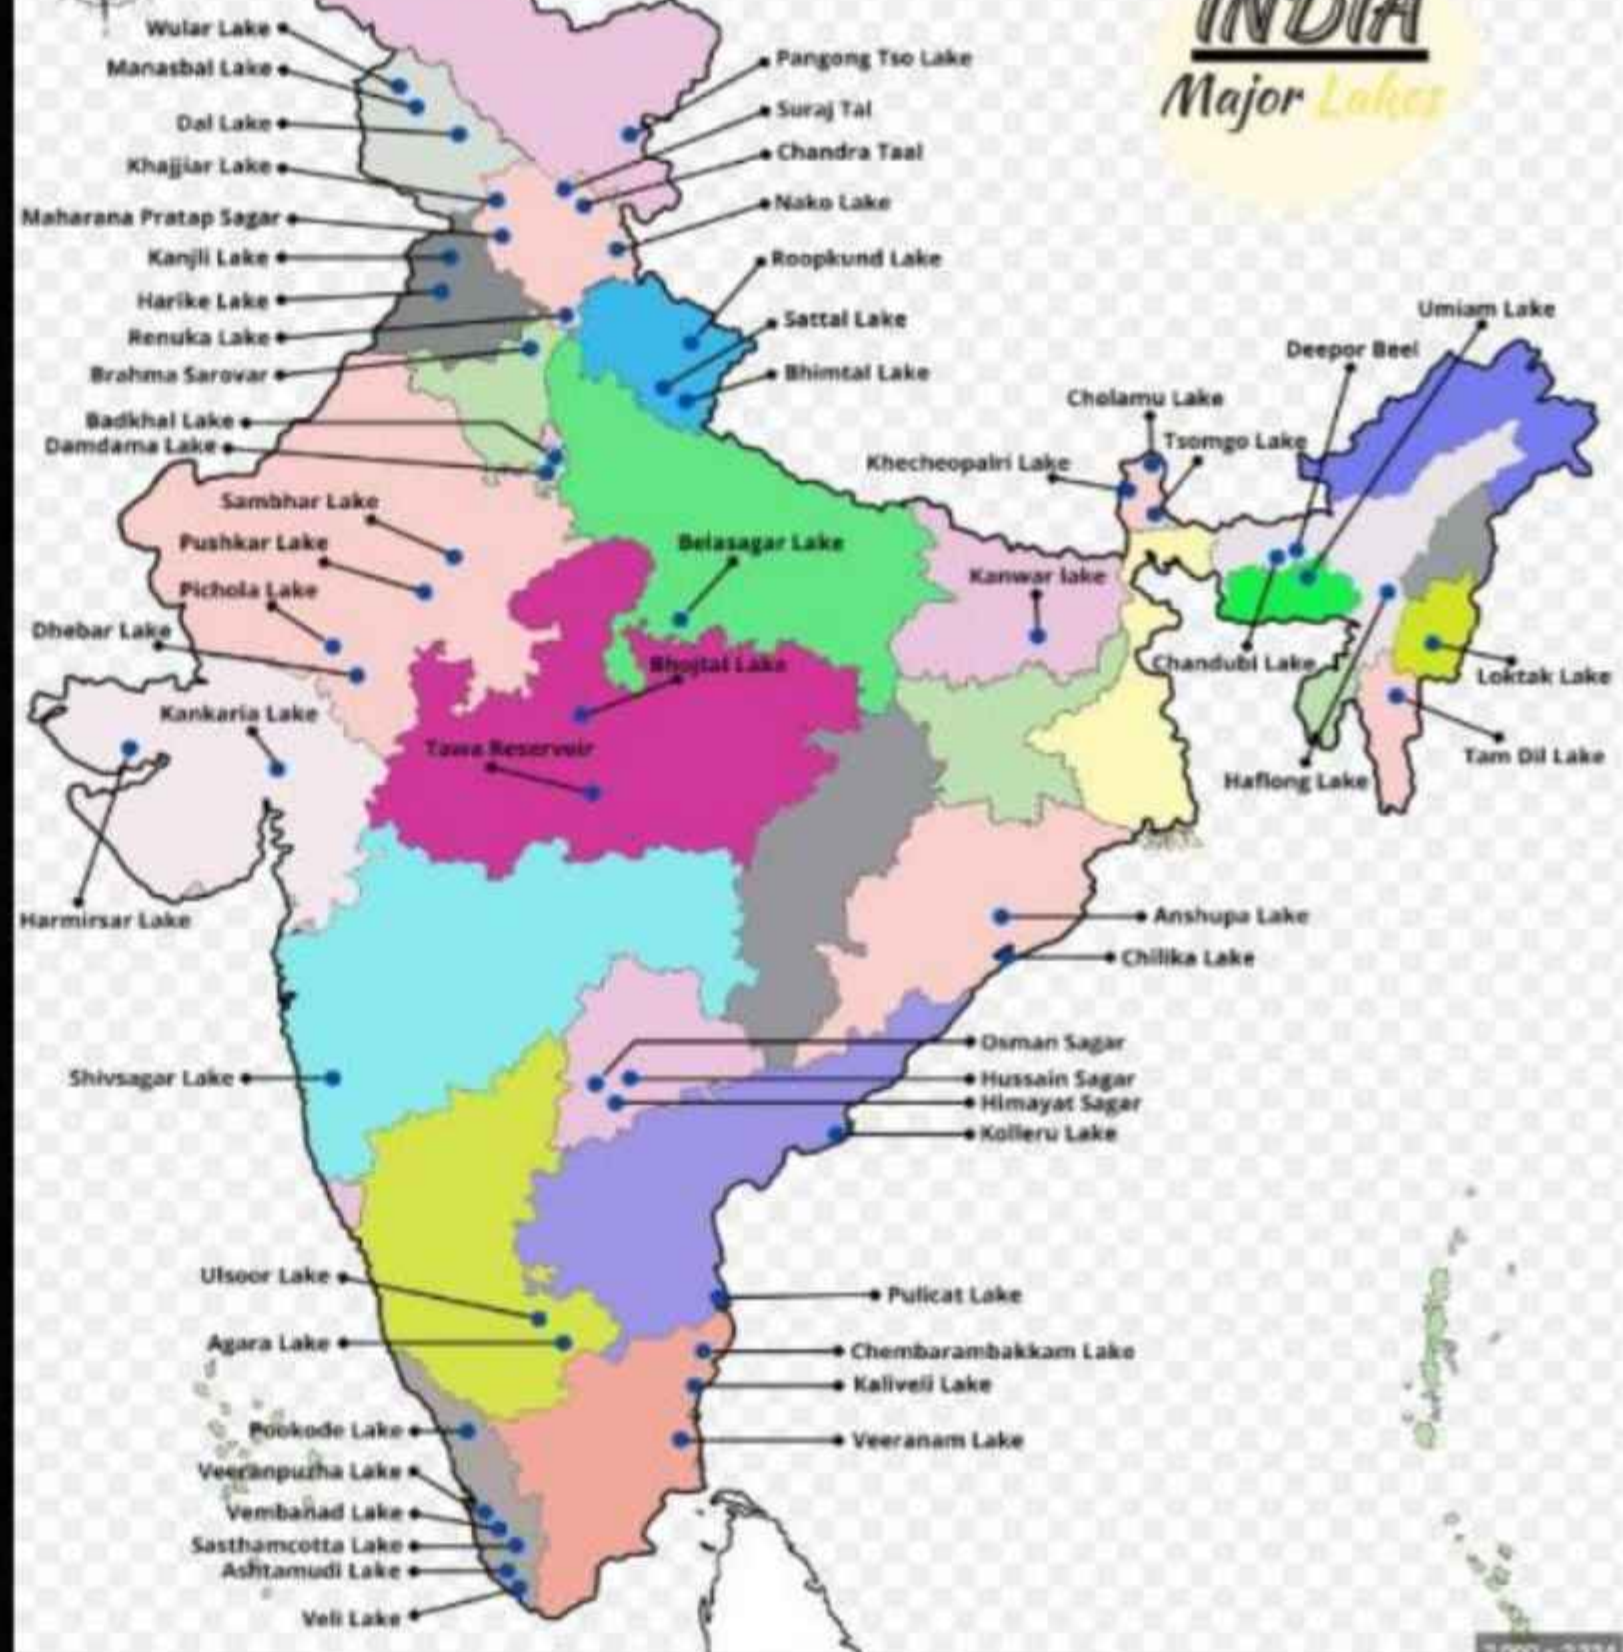 INDIA
Major Lakes
Wular Lake
Manasbal Lake
Dal Lake
Khajjiar Lake
Maharana Pratap Sagar
Kanjli Lake
Harike Lake
Renuka Lake
Brahma Sarovar
Badkhal Lake
Damdama Lake
Sambhar Lake
Pushkar Lake
Pichola Lake
Dhebar Lake
Kankaria Lake
Harmirsar Lake
Pangong Tso Lake
Suraj Tal
Chandra Taal
Nako Lake
Roopkund Lake
Sattal Lake
Bhimtal Lake
Belasagar Lake
Bhojtal Lake
Tawa Reservoir
Kanwar lake
Khecheopalri Lake
Cholamu Lake
Tsomgo Lake
Deepor Beel
Umiam Lake
Chandubi Lake
Loktak Lake
Tam Dil Lake
Haflong Lake
Anshupa Lake
Chilika Lake
Shivsagar Lake
Osman Sagar
Hussain Sagar
Himayat Sagar
Kolleru Lake
Ulsoor Lake
Agara Lake
Pulicat Lake
Chembarambakkam Lake
Kaliveli Lake
Veeranam Lake
Pookode Lake
Veeranpuzha Lake
Vembanad Lake
Sasthamcotta Lake
Ashtamudi Lake
Veli Lake